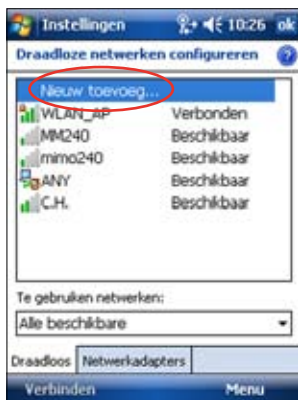 Instellingen 10:26 ok
Draadloze netwerken configureren
Nieuw toevoeg...
WLAN_AP Verbonden
MM240 Beschikbaar
mimo240 Beschikbaar
ANY Beschikbaar
C.H. Beschikbaar
Te gebruiken netwerken:
Alle beschikbare
Draadloos Netwerkadapters
Verbinden Menu